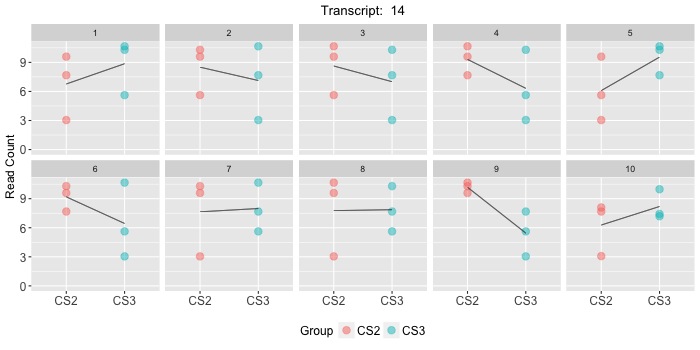 Transcript: 14
1 2 3 4 5
9
6
3
0
Read Count
6 7 8 9 10
9
6
3
0
CS2 CS3 CS2 CS3 CS2 CS3 CS2 CS3 CS2 CS3
Group CS2 CS3